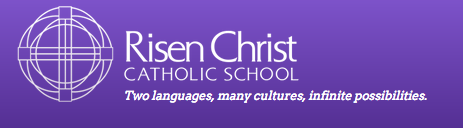 Risen Christ
CATHOLIC SCHOOL
Two languages, many cultures, infinite possibilities.